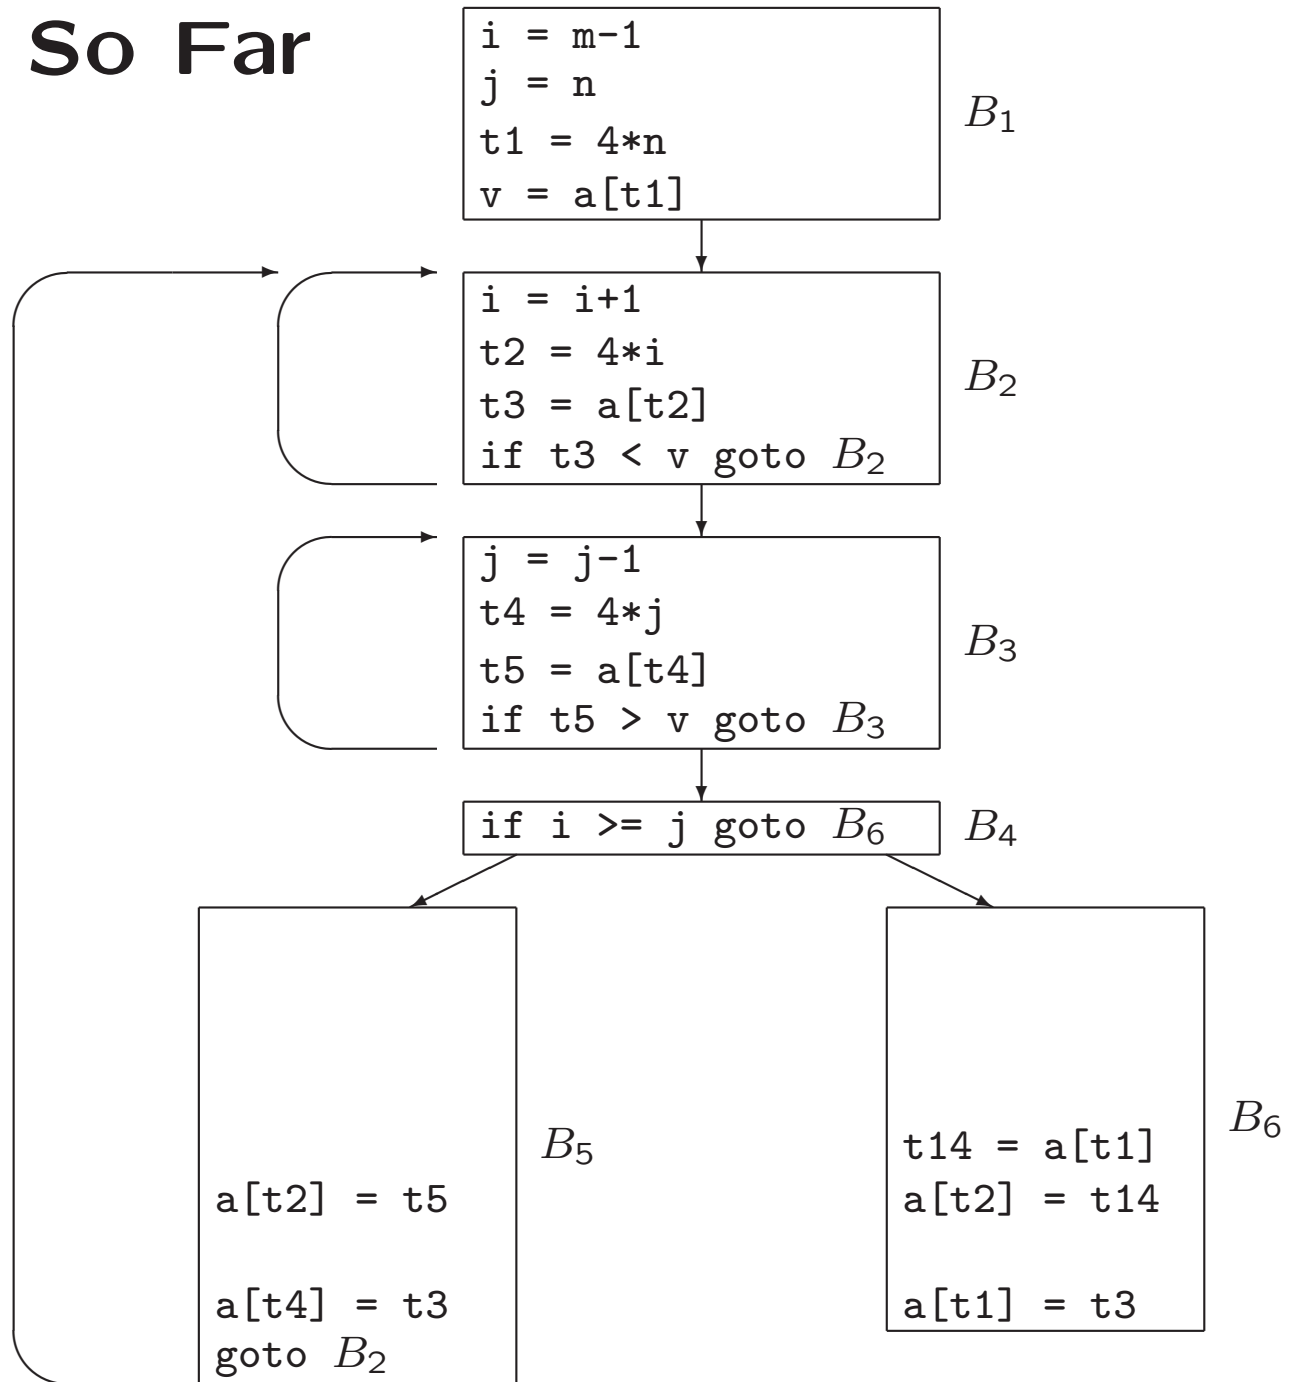 So Far
i = m-1
j = n
t1 = 4*n
v = a[t1]
B₁
i = i+1
t2 = 4*i
t3 = a[t2]
if t3 < v goto B₂
B₂
j = j-1
t4 = 4*j
t5 = a[t4]
if t5 > v goto B₃
B₃
if i >= j goto B₆
B₄
a[t2] = t5
a[t4] = t3
goto B₂
B₅
t14 = a[t1]
a[t2] = t14
a[t1] = t3
B₆